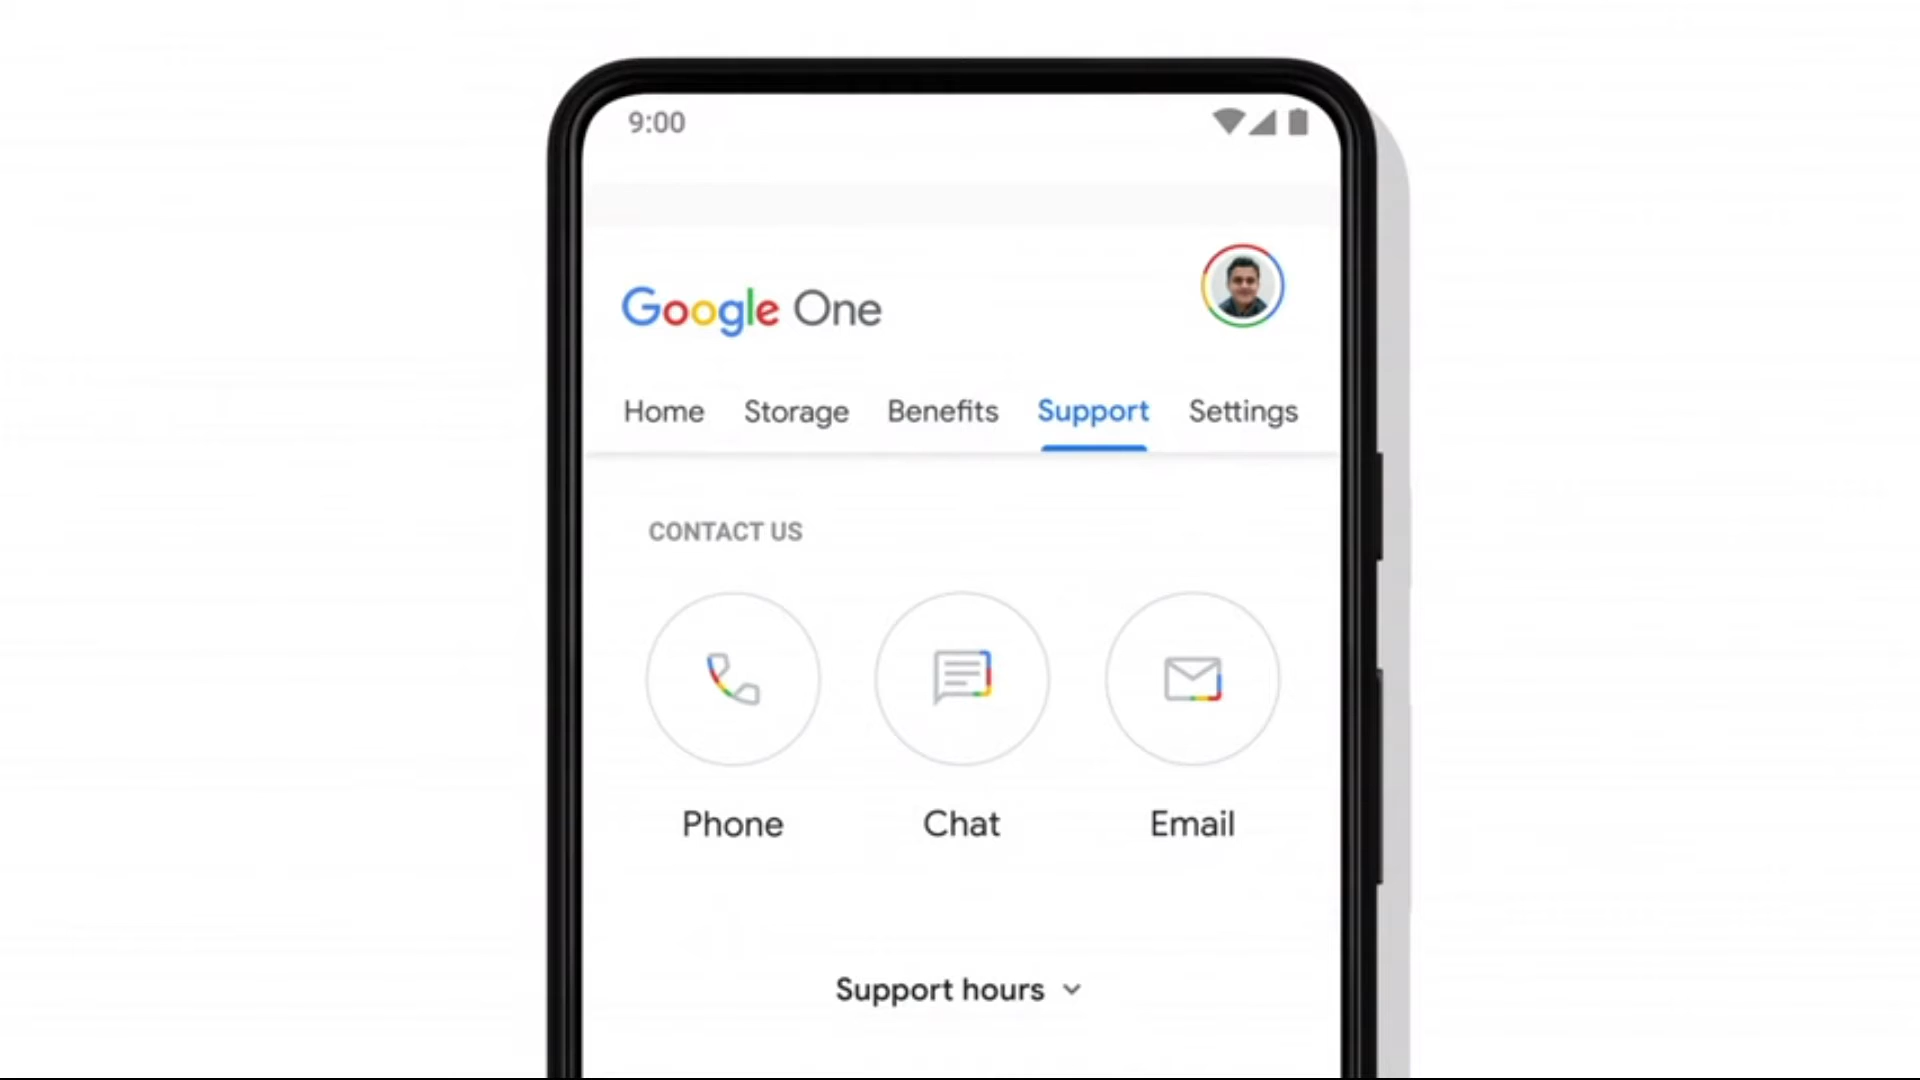 9:00
Google One
Home Storage Benefits Support Settings
CONTACT US
Phone Chat Email
Support hours